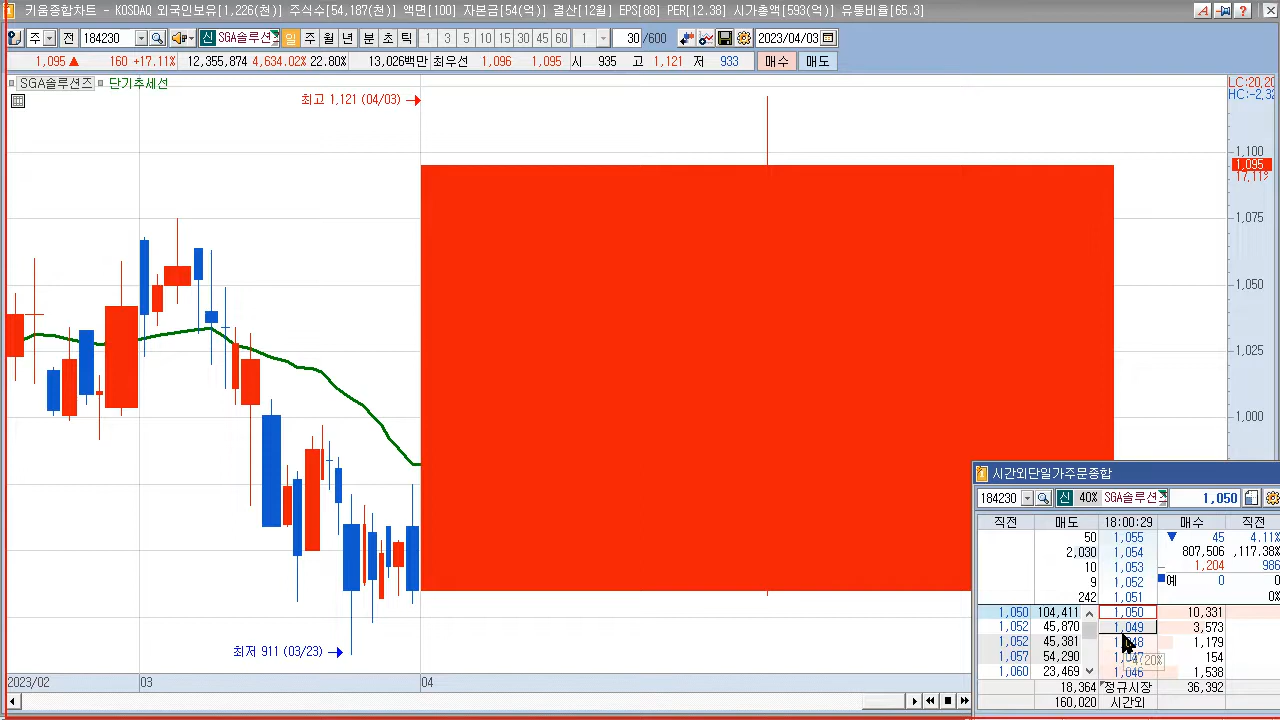 키움종합차트 - KOSDAQ 외국인보유[1,226(천)] 주식수[54,187(천)] 액면[100] 자본금[54(억)] 결산[12월] EPS[88] PER[12.38] 시가총액[593(억)] 유통비율[65.3]
주 전 184230 신 SGA솔루션 일 주 월 년 분 초 틱 1 3 5 10 15 30 45 60 1 30 /600 2023/04/03
1,095 ▲ 160 +17.11% 12,355,874 4,634.02% 22.80% 13,026백만 최우선 1,096 1,095 시 935 고 1,121 저 933 매수 매도
SGA솔루션즈 단기추세선
LC:20,20
HC:-2,32
최고 1,121 (04/03)
1,100
1,095
17.11%
1,075
1,050
1,025
1,000
최저 911 (03/23)
2023/02 03 04
시간외단일가주문종합
184230 신 40% SGA솔루션 1,050
직전 매도 18:00:29 매수 직전
50 1,055 ▼ 45 4.11%
2,030 1,054 807,506 ,117.38%
10 1,053 1,204 986
9 1,052 예 0 0
242 1,051 0%
1,050 104,411 1,050 10,331
1,052 45,870 1,049 3,573
1,052 45,381 1,048 1,179
1,057 54,290 1,047 154
4.20%
1,060 23,469 1,046 1,538
18,364 정규시장 36,392
160,020 시간외